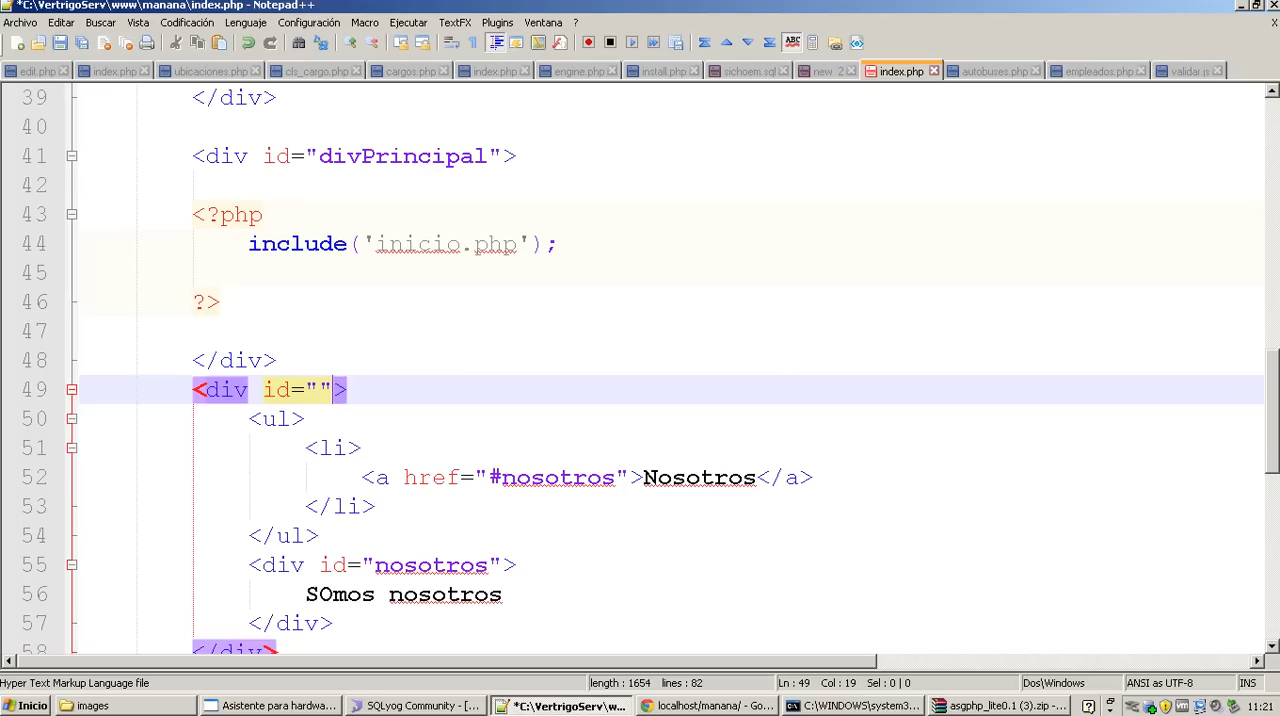 *C:\VertrigoServ\www\manana\index.php - Notepad++
Archivo Editar Buscar Vista Codificación Lenguaje Configuración Macro Ejecutar TextFX Plugins Ventana ?
X
ABC
edit.php index.php ubicaciones.php cls_cargo.php cargos.php index.php engine.php install.php sichoem.sql new 2 index.php autobuses.php empleados.php validar.js
39 </div>
40
41 <div id="divPrincipal">
42
43 <?php
44 include('inicio.php');
45
46 ?>
47
48 </div>
49 <div id="">
50 <ul>
51 <li>
52 <a href="#nosotros">Nosotros</a>
53 </li>
54 </ul>
55 <div id="nosotros">
56 SOmos nosotros
57 </div>
58 </div>
Hyper Text Markup Language file length : 1654 lines : 82 Ln : 49 Col : 19 Sel : 0 | 0 Dos\Windows ANSI as UTF-8 INS
Inicio images Asistente para hardwa... SQLyog Community - [... *C:\VertrigoServ\w... localhost/manana/ - Go... C:\WINDOWS\system3... asgphp_lite0.1 (3).zip -... 11:21